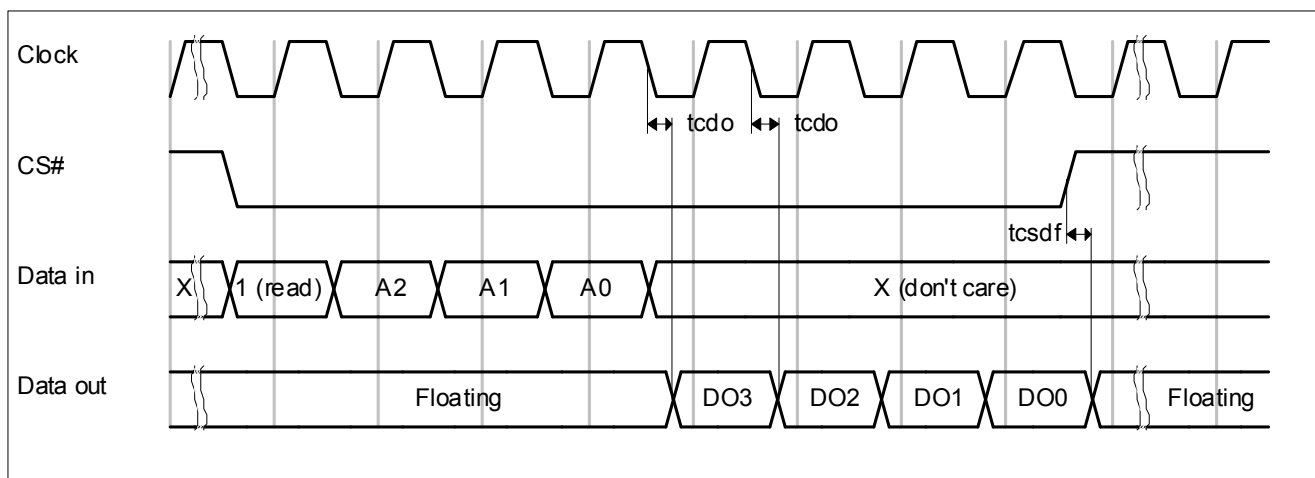 Clock
tcdo tcdo
CS#
tcsdf
Data in X 1 (read) A2 A1 A0 X (don't care)
Data out Floating DO3 DO2 DO1 DO0 Floating